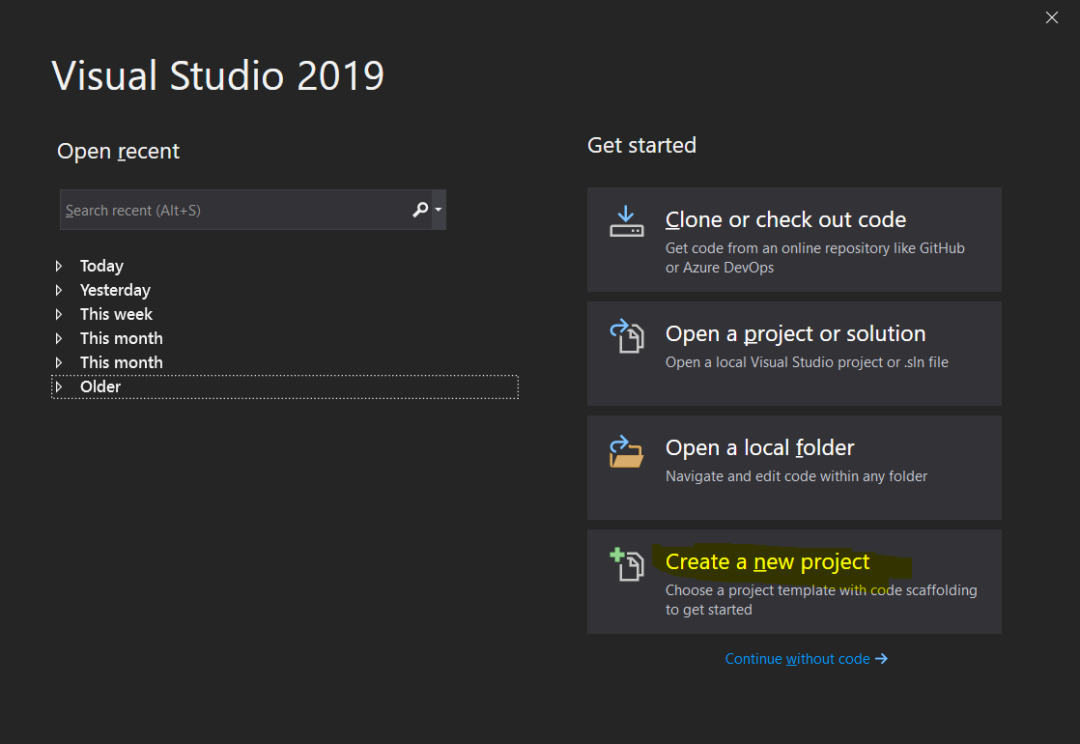 Visual Studio 2019
Open recent
Search recent (Alt+S)
Today
Yesterday
This week
This month
This month
Older
Get started
Clone or check out code
Get code from an online repository like GitHub
or Azure DevOps
Open a project or solution
Open a local Visual Studio project or .sln file
Open a local folder
Navigate and edit code within any folder
Create a new project
Choose a project template with code scaffolding
to get started
Continue without code